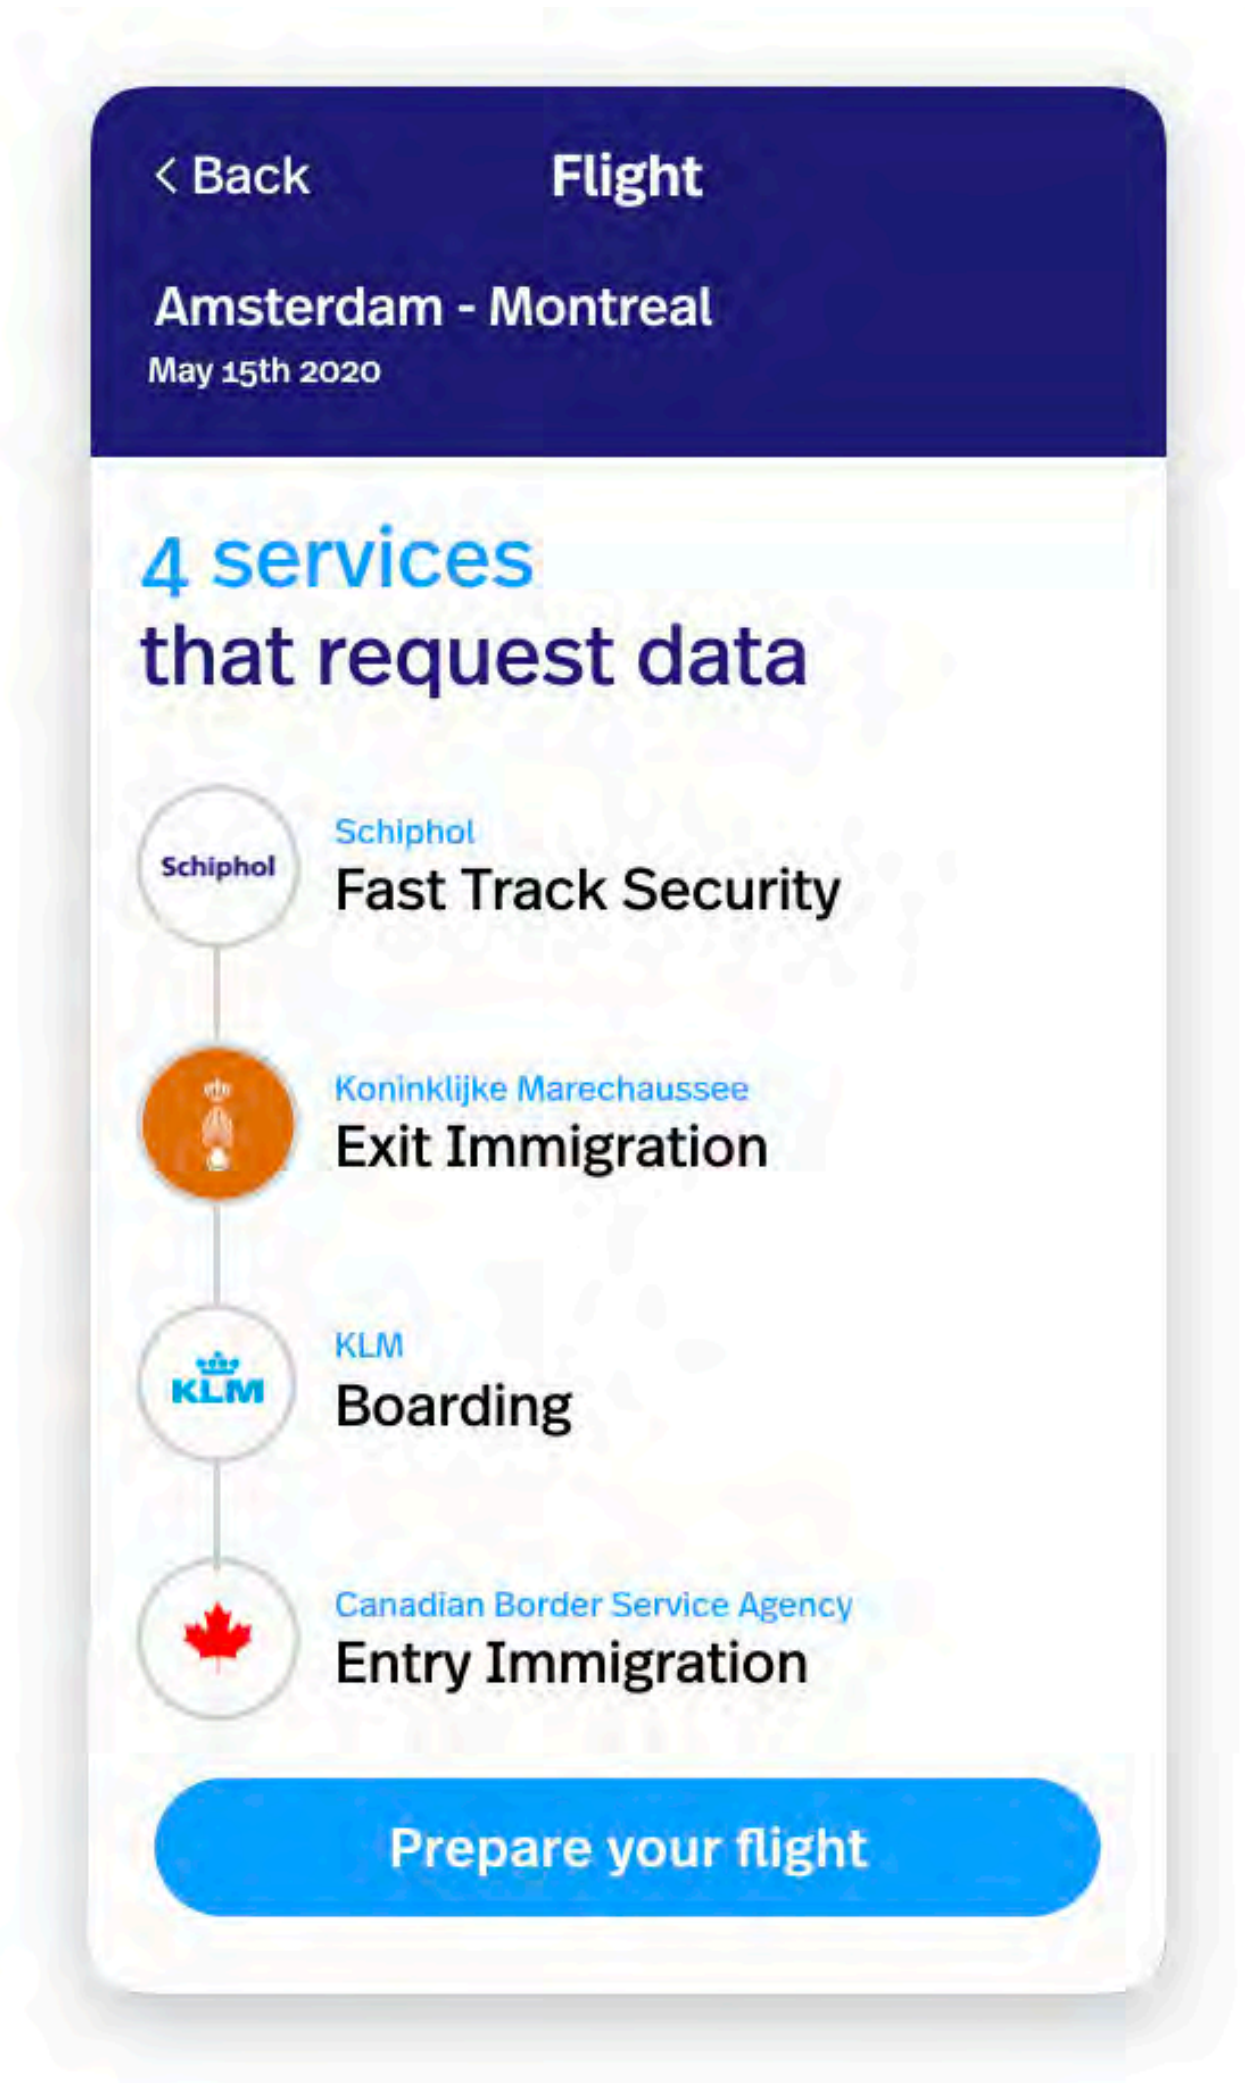 < Back
Flight
Amsterdam - Montreal
May 15th 2020
4 services
that request data
Schiphol
Schiphol
Fast Track Security
Koninklijke Marechaussee
Exit Immigration
KLM
KLM
Boarding
Canadian Border Service Agency
Entry Immigration
Prepare your flight